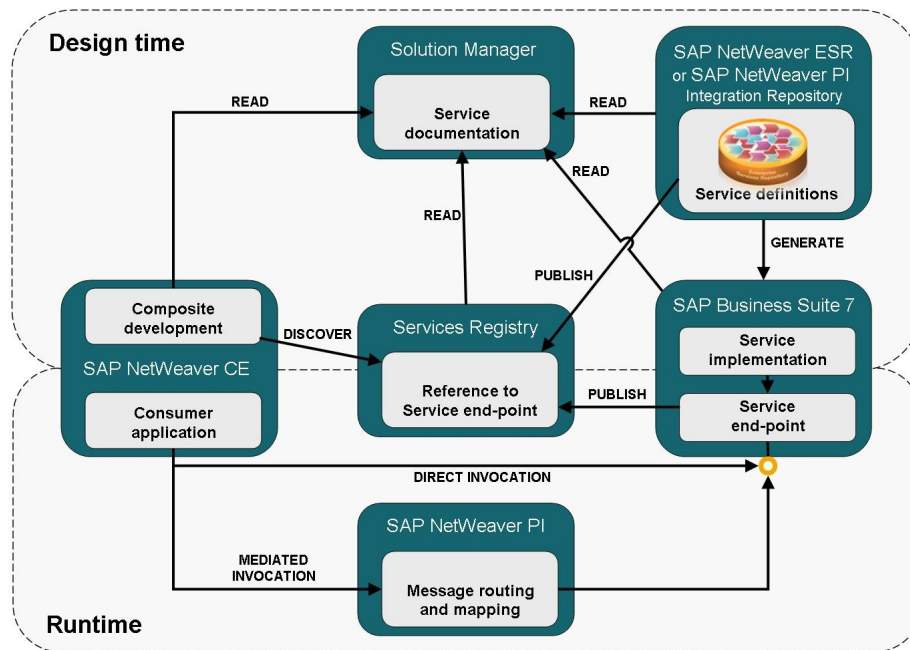 Design time
Solution Manager
Service
documentation
SAP NetWeaver ESR
or SAP NetWeaver PI
Integration Repository
Enterprise
Services Repository
Service definitions
READ
READ
READ
READ
GENERATE
PUBLISH
Composite
development
SAP NetWeaver CE
Consumer
application
DISCOVER
Services Registry
Reference to
Service end-point
PUBLISH
SAP Business Suite 7
Service
implementation
Service
end-point
DIRECT INVOCATION
MEDIATED
INVOCATION
SAP NetWeaver PI
Message routing
and mapping
Runtime